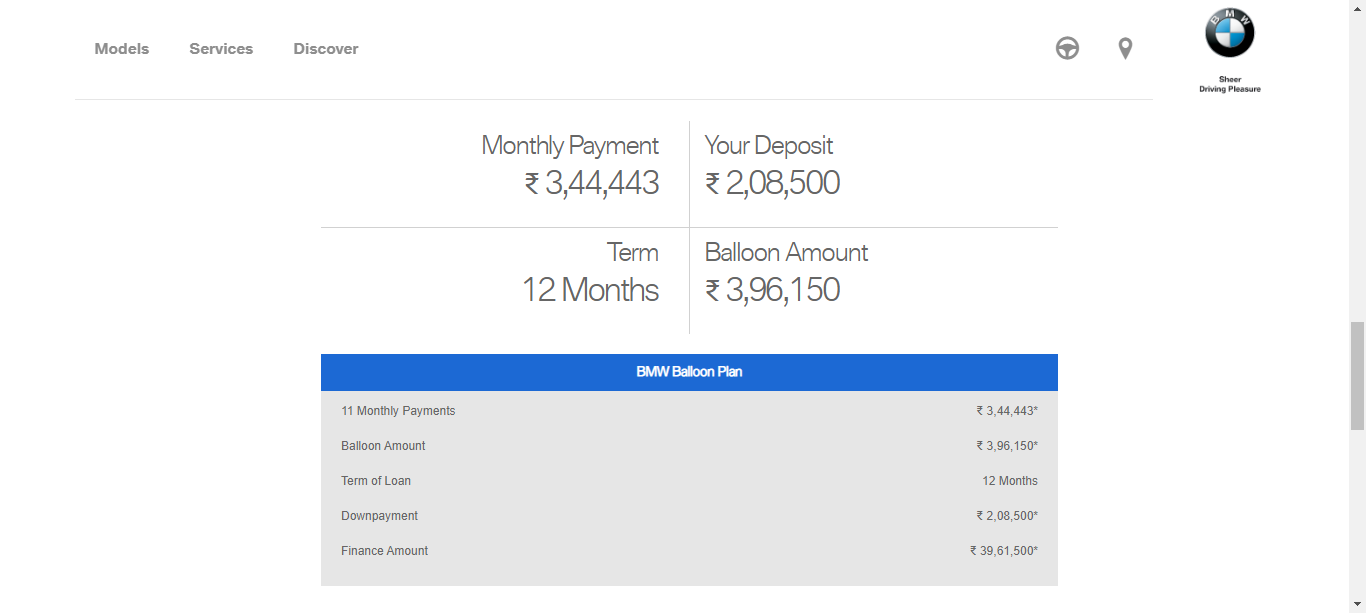 Models Services Discover
BMW
Sheer
Driving Pleasure
Monthly Payment
₹ 3,44,443
Your Deposit
₹ 2,08,500
Term
12 Months
Balloon Amount
₹ 3,96,150
BMW Balloon Plan
11 Monthly Payments ₹ 3,44,443*
Balloon Amount ₹ 3,96,150*
Term of Loan 12 Months
Downpayment ₹ 2,08,500*
Finance Amount ₹ 39,61,500*